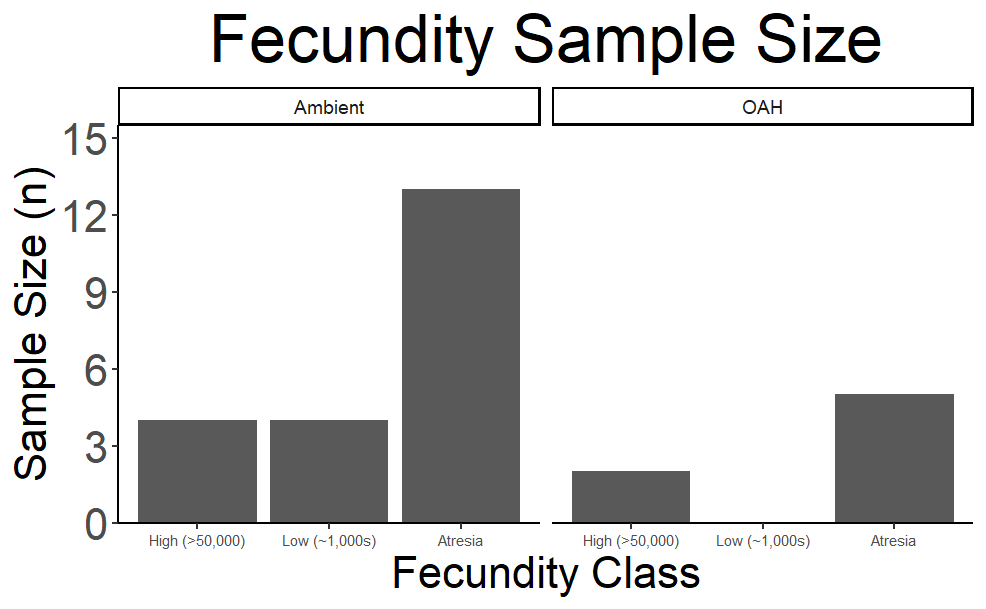 Fecundity Sample Size
Ambient
OAH
Sample Size (n)
15
12
9
6
3
0
High (>50,000)
Low (~1,000s)
Atresia
High (>50,000)
Low (~1,000s)
Atresia
Fecundity Class